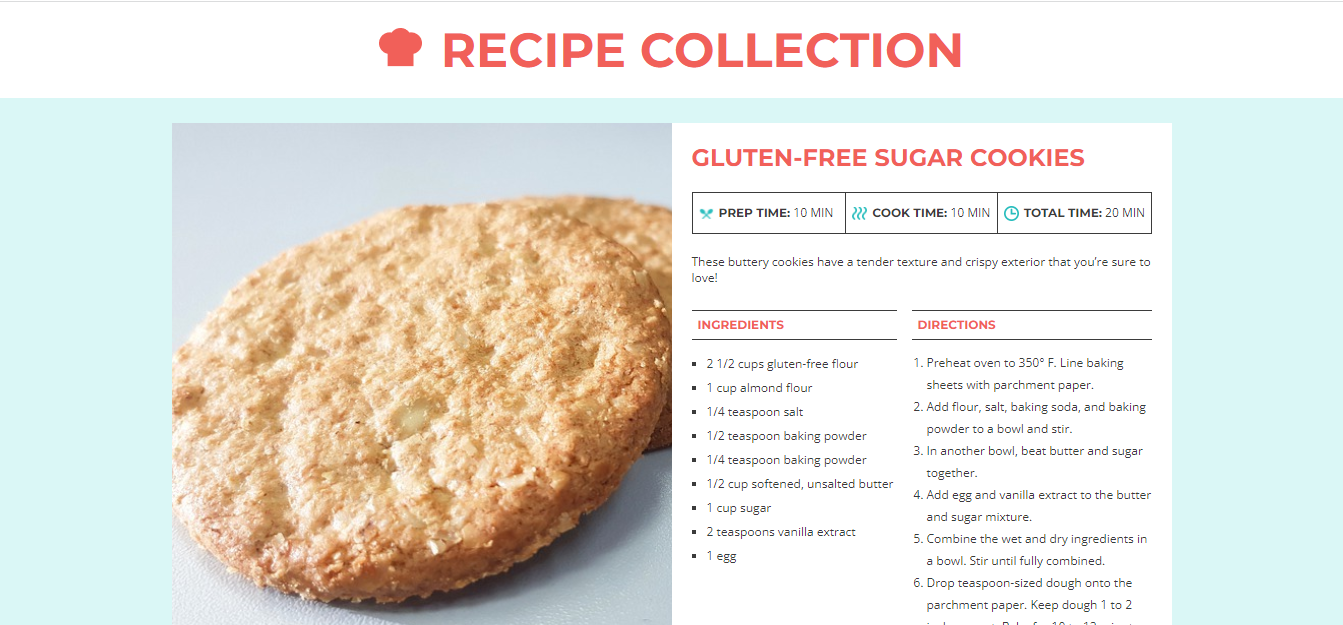 RECIPE COLLECTION
GLUTEN-FREE SUGAR COOKIES
PREP TIME: 10 MIN
COOK TIME: 10 MIN
TOTAL TIME: 20 MIN
These buttery cookies have a tender texture and crispy exterior that you're sure to
love!
INGREDIENTS
2 1/2 cups gluten-free flour
1 cup almond flour
1/4 teaspoon salt
1/2 teaspoon baking powder
1/4 teaspoon baking powder
1/2 cup softened, unsalted butter
1 cup sugar
2 teaspoons vanilla extract
1 egg
DIRECTIONS
1. Preheat oven to 350° F. Line baking
sheets with parchment paper.
2. Add flour, salt, baking soda, and baking
powder to a bowl and stir.
3. In another bowl, beat butter and sugar
together.
4. Add egg and vanilla extract to the butter
and sugar mixture.
5. Combine the wet and dry ingredients in
a bowl. Stir until fully combined.
6. Drop teaspoon-sized dough onto the
parchment paper. Keep dough 1 to 2